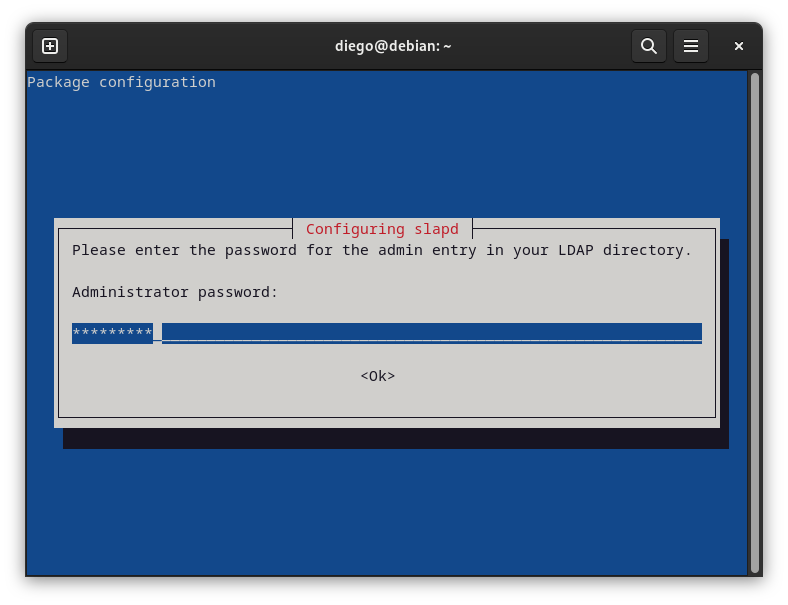 diego@debian: ~
Package configuration
Configuring slapd
Please enter the password for the admin entry in your LDAP directory.
Administrator password:
*********_______________________________________________________________
<Ok>